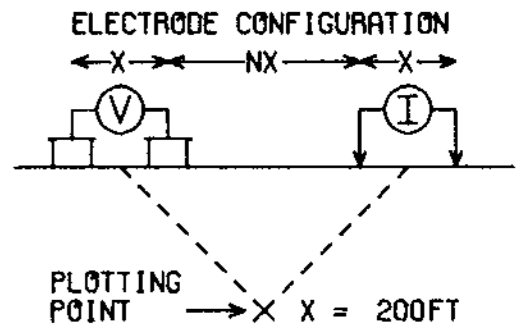 ELECTRODE CONFIGURATION
X NX X
V I
PLOTTING
POINT X X = 200FT